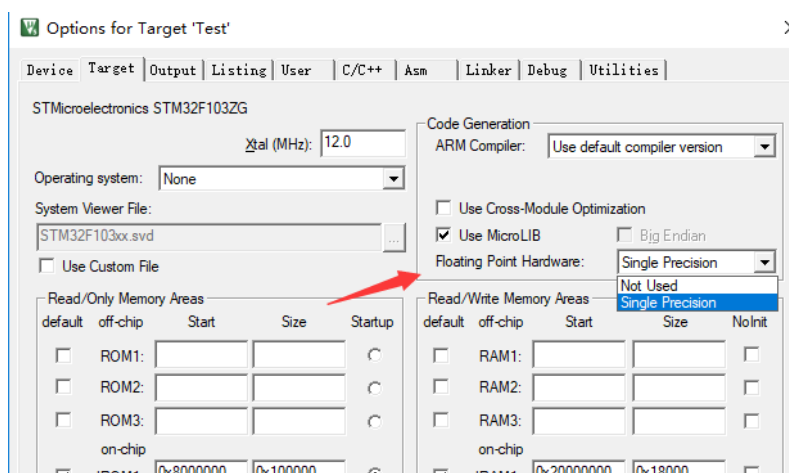 Options for Target 'Test'
Device Target Output Listing User C/C++ Asm Linker Debug Utilities
STMicroelectronics STM32F103ZG
Xtal (MHz): 12.0
Operating system: None
System Viewer File:
STM32F103xx.svd ...
Use Custom File
Code Generation
ARM Compiler: Use default compiler version
Use Cross-Module Optimization
Use MicroLIB Big Endian
Floating Point Hardware: Single Precision
Not Used
Single Precision
Read/Only Memory Areas
default off-chip Start Size Startup
ROM1:
ROM2:
ROM3:
on-chip
0x8000000 0x100000
Read/Write Memory Areas
default off-chip Start Size NoInit
RAM1:
RAM2:
RAM3:
on-chip
0x20000000 0x18000